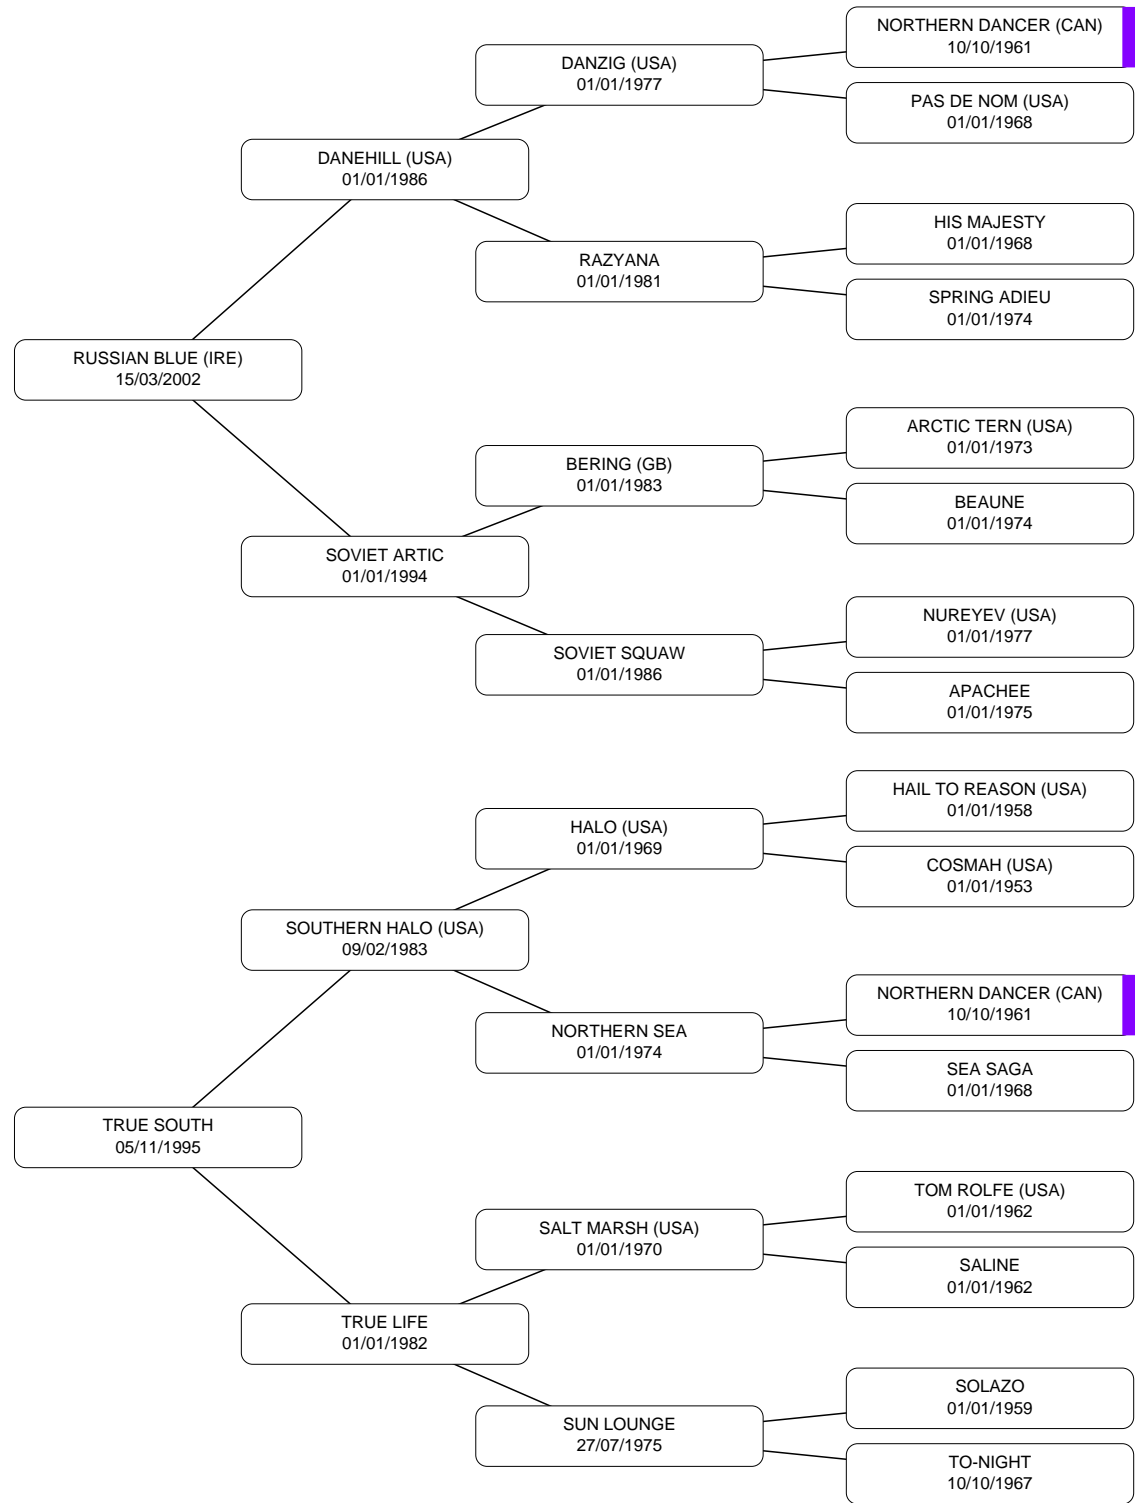 NORTHERN DANCER (CAN)
10/10/1961
DANZIG (USA)
01/01/1977
PAS DE NOM (USA)
01/01/1968
DANEHILL (USA)
01/01/1986
HIS MAJESTY
01/01/1968
RAZYANA
01/01/1981
SPRING ADIEU
01/01/1974
RUSSIAN BLUE (IRE)
15/03/2002
ARCTIC TERN (USA)
01/01/1973
BERING (GB)
01/01/1983
BEAUNE
01/01/1974
SOVIET ARTIC
01/01/1994
NUREYEV (USA)
01/01/1977
SOVIET SQUAW
01/01/1986
APACHEE
01/01/1975
HAIL TO REASON (USA)
01/01/1958
HALO (USA)
01/01/1969
COSMAH (USA)
01/01/1953
SOUTHERN HALO (USA)
09/02/1983
NORTHERN DANCER (CAN)
10/10/1961
NORTHERN SEA
01/01/1974
SEA SAGA
01/01/1968
TRUE SOUTH
05/11/1995
TOM ROLFE (USA)
01/01/1962
SALT MARSH (USA)
01/01/1970
SALINE
01/01/1962
TRUE LIFE
01/01/1982
SOLAZO
01/01/1959
SUN LOUNGE
27/07/1975
TO-NIGHT
10/10/1967